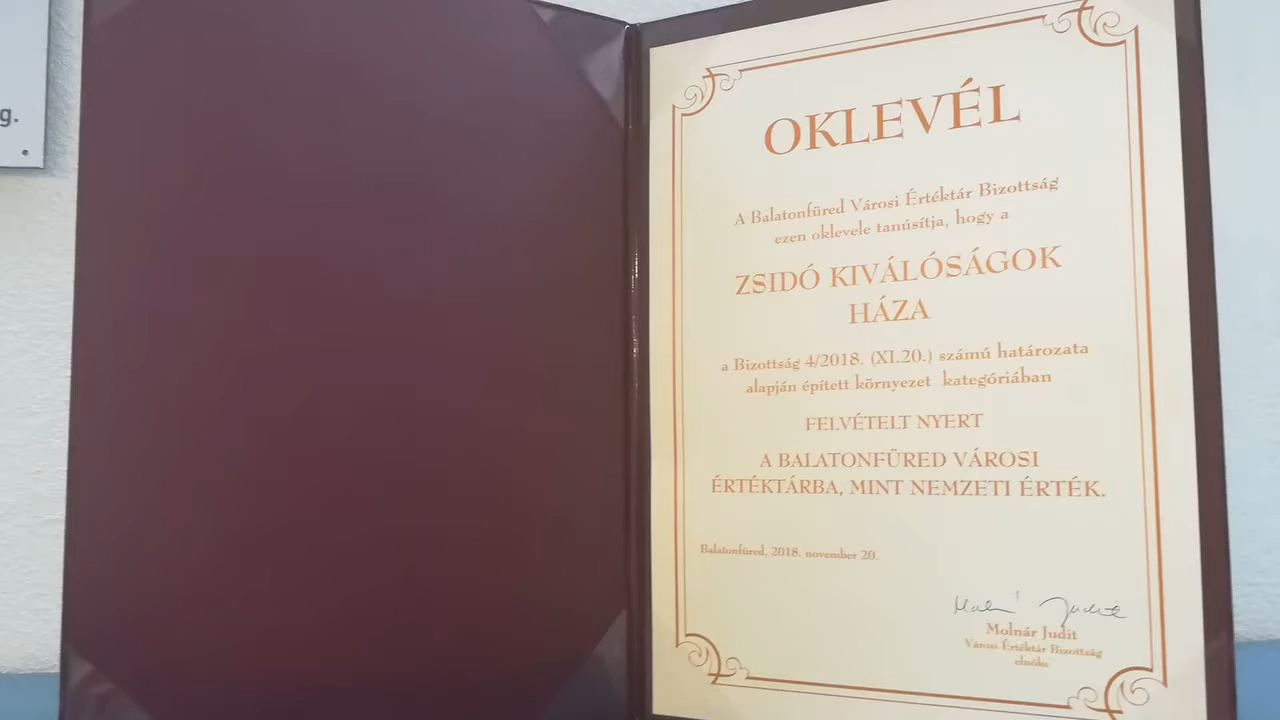 g.
OKLEVÉL
A Balatonfüred Városi Értéktár Bizottság
ezen oklevele tanúsítja, hogy a
ZSIDÓ KIVÁLÓSÁGOK
HÁZA
a Bizottság 4/2018. (XI.20.) számú határozata
alapján épített környezet kategóriában
FELVÉTELT NYERT
A BALATONFÜRED VÁROSI
ÉRTÉKTÁRBA, MINT NEMZETI ÉRTÉK.
Balatonfüred, 2018. november 20.
Molnár Judit
Molnár Judit
Városi Értéktár Bizottság
elnöke